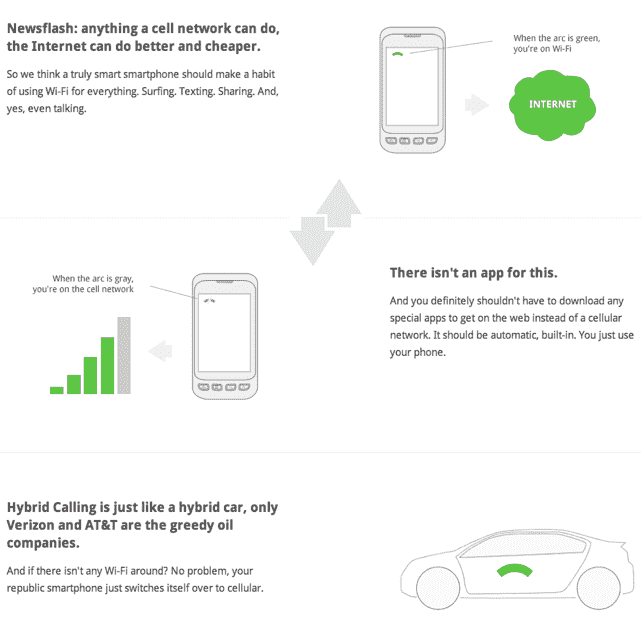 Newsflash: anything a cell network can do,
the Internet can do better and cheaper.
So we think a truly smart smartphone should make a habit
of using Wi-Fi for everything. Surfing. Texting. Sharing. And,
yes, even talking.
When the arc is green,
you're on Wi-Fi
INTERNET
When the arc is gray,
you're on the cell network
There isn't an app for this.
And you definitely shouldn't have to download any
special apps to get on the web instead of a cellular
network. It should be automatic, built-in. You just use
your phone.
Hybrid Calling is just like a hybrid car, only
Verizon and AT&T are the greedy oil
companies.
And if there isn't any Wi-Fi around? No problem, your
republic smartphone just switches itself over to cellular.